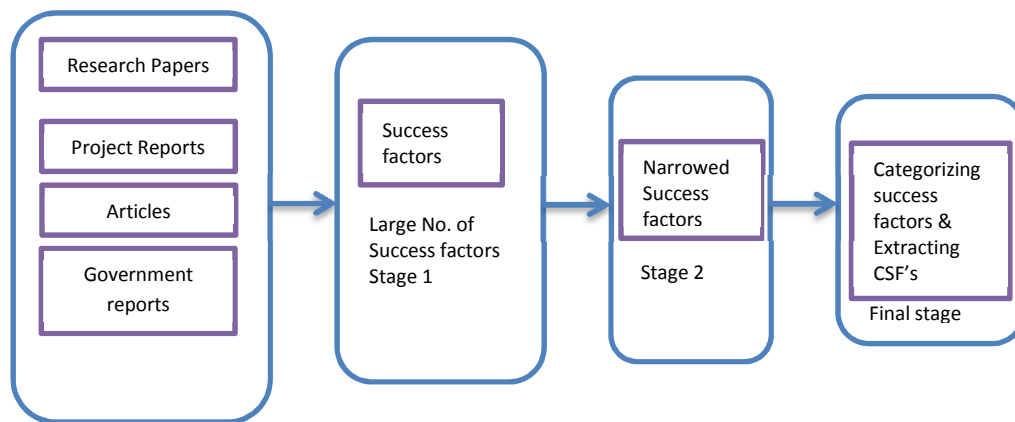 Research Papers
Project Reports
Articles
Government
reports
Success
factors
Large No. of
Success factors
Stage 1
Narrowed
Success
factors
Stage 2
Categorizing
success
factors &
Extracting
CSF's
Final stage